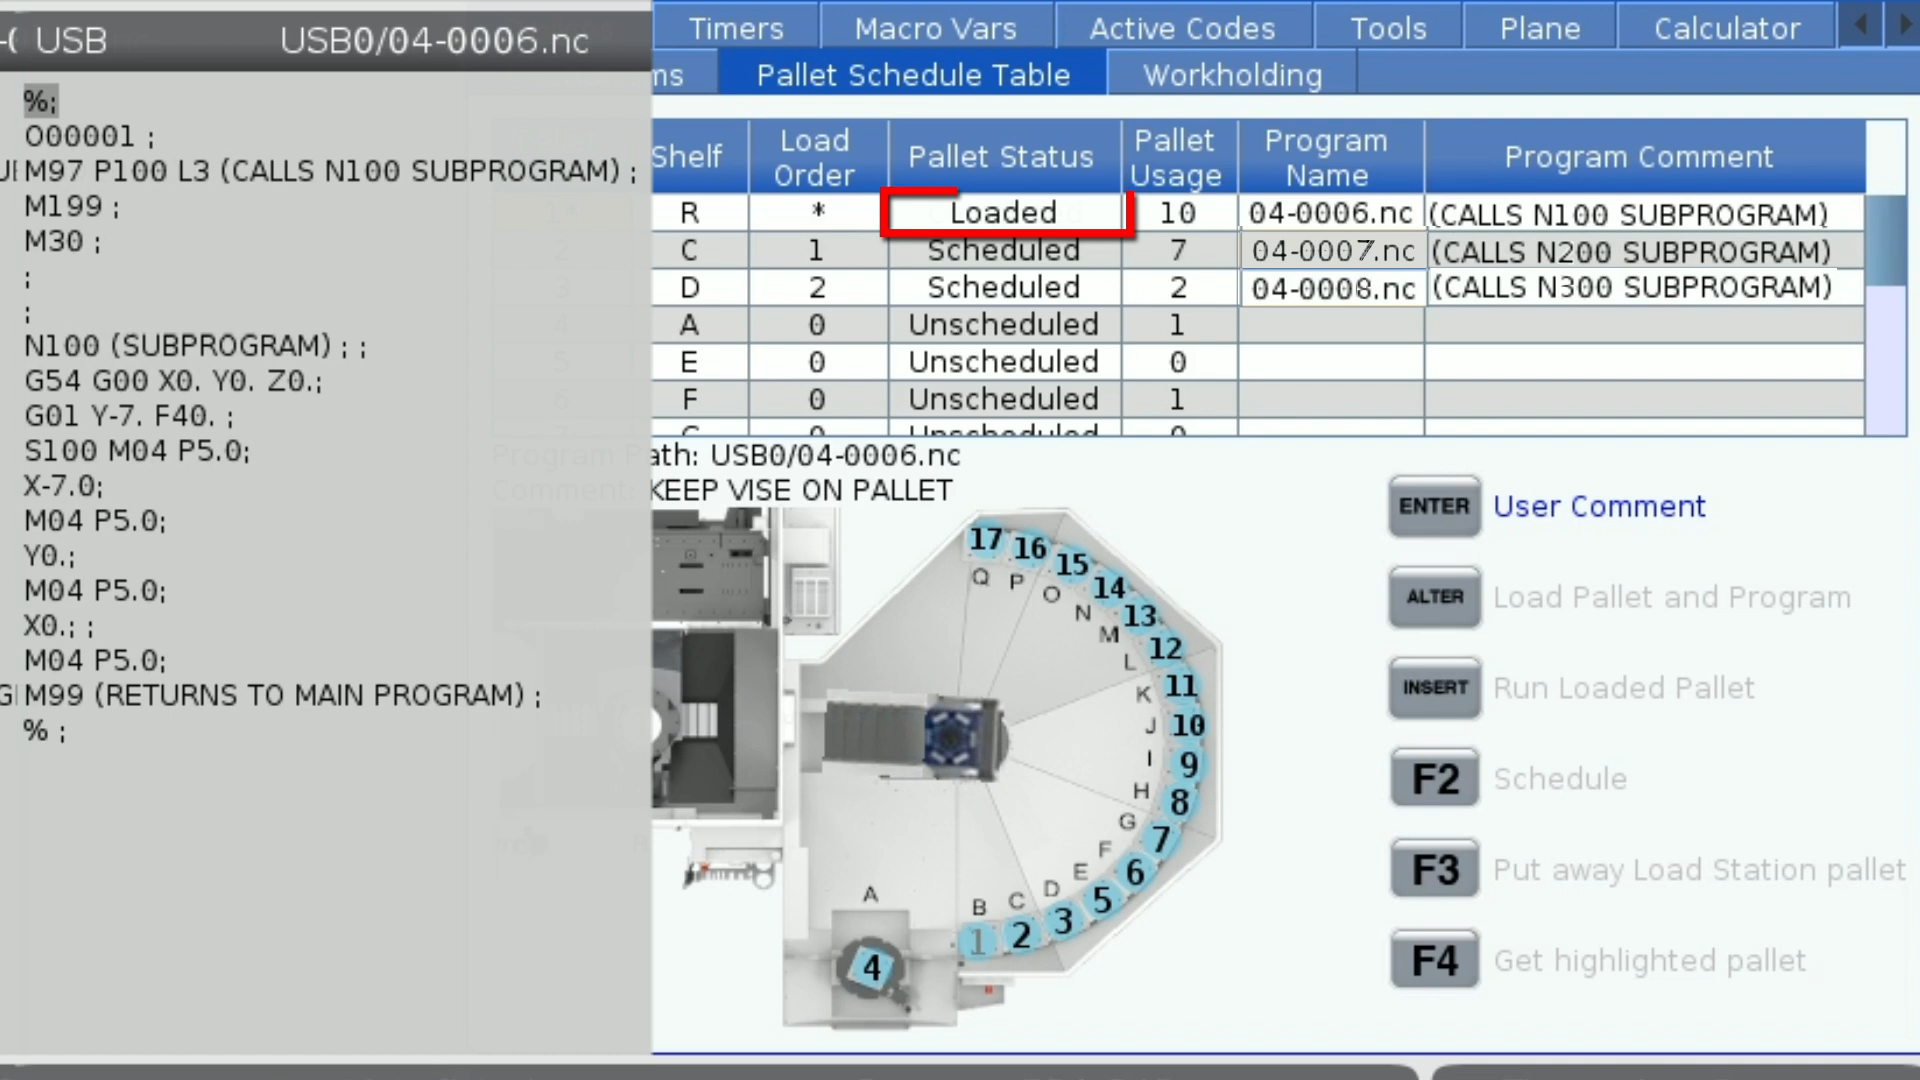 USB USB0/04-0006.nc
%;
O00001 ;
M97 P100 L3 (CALLS N100 SUBPROGRAM) ;
M199 ;
M30 ;
;
;
N100 (SUBPROGRAM) ; ;
G54 G00 X0. Y0. Z0.;
G01 Y-7. F40. ;
S100 M04 P5.0;
X-7.0;
M04 P5.0;
Y0.;
M04 P5.0;
X0.; ;
M04 P5.0;
M99 (RETURNS TO MAIN PROGRAM) ;
% ;
Timers Macro Vars Active Codes Tools Plane Calculator
ms Pallet Schedule Table Workholding
Shelf Load Order Pallet Status Pallet Usage Program Name Program Comment
R * Loaded 10 04-0006.nc (CALLS N100 SUBPROGRAM)
C 1 Scheduled 7 04-0007.nc (CALLS N200 SUBPROGRAM)
D 2 Scheduled 2 04-0008.nc (CALLS N300 SUBPROGRAM)
A 0 Unscheduled 1
E 0 Unscheduled 0
F 0 Unscheduled 1
Program Path: USB0/04-0006.nc
Comment: KEEP VISE ON PALLET
17 16 15 14 13 12 11 10 9 8 7 6 5 3 2 1
Q P O N M L K J I H G F E D C B
A
4
ENTER User Comment
ALTER Load Pallet and Program
INSERT Run Loaded Pallet
F2 Schedule
F3 Put away Load Station pallet
F4 Get highlighted pallet